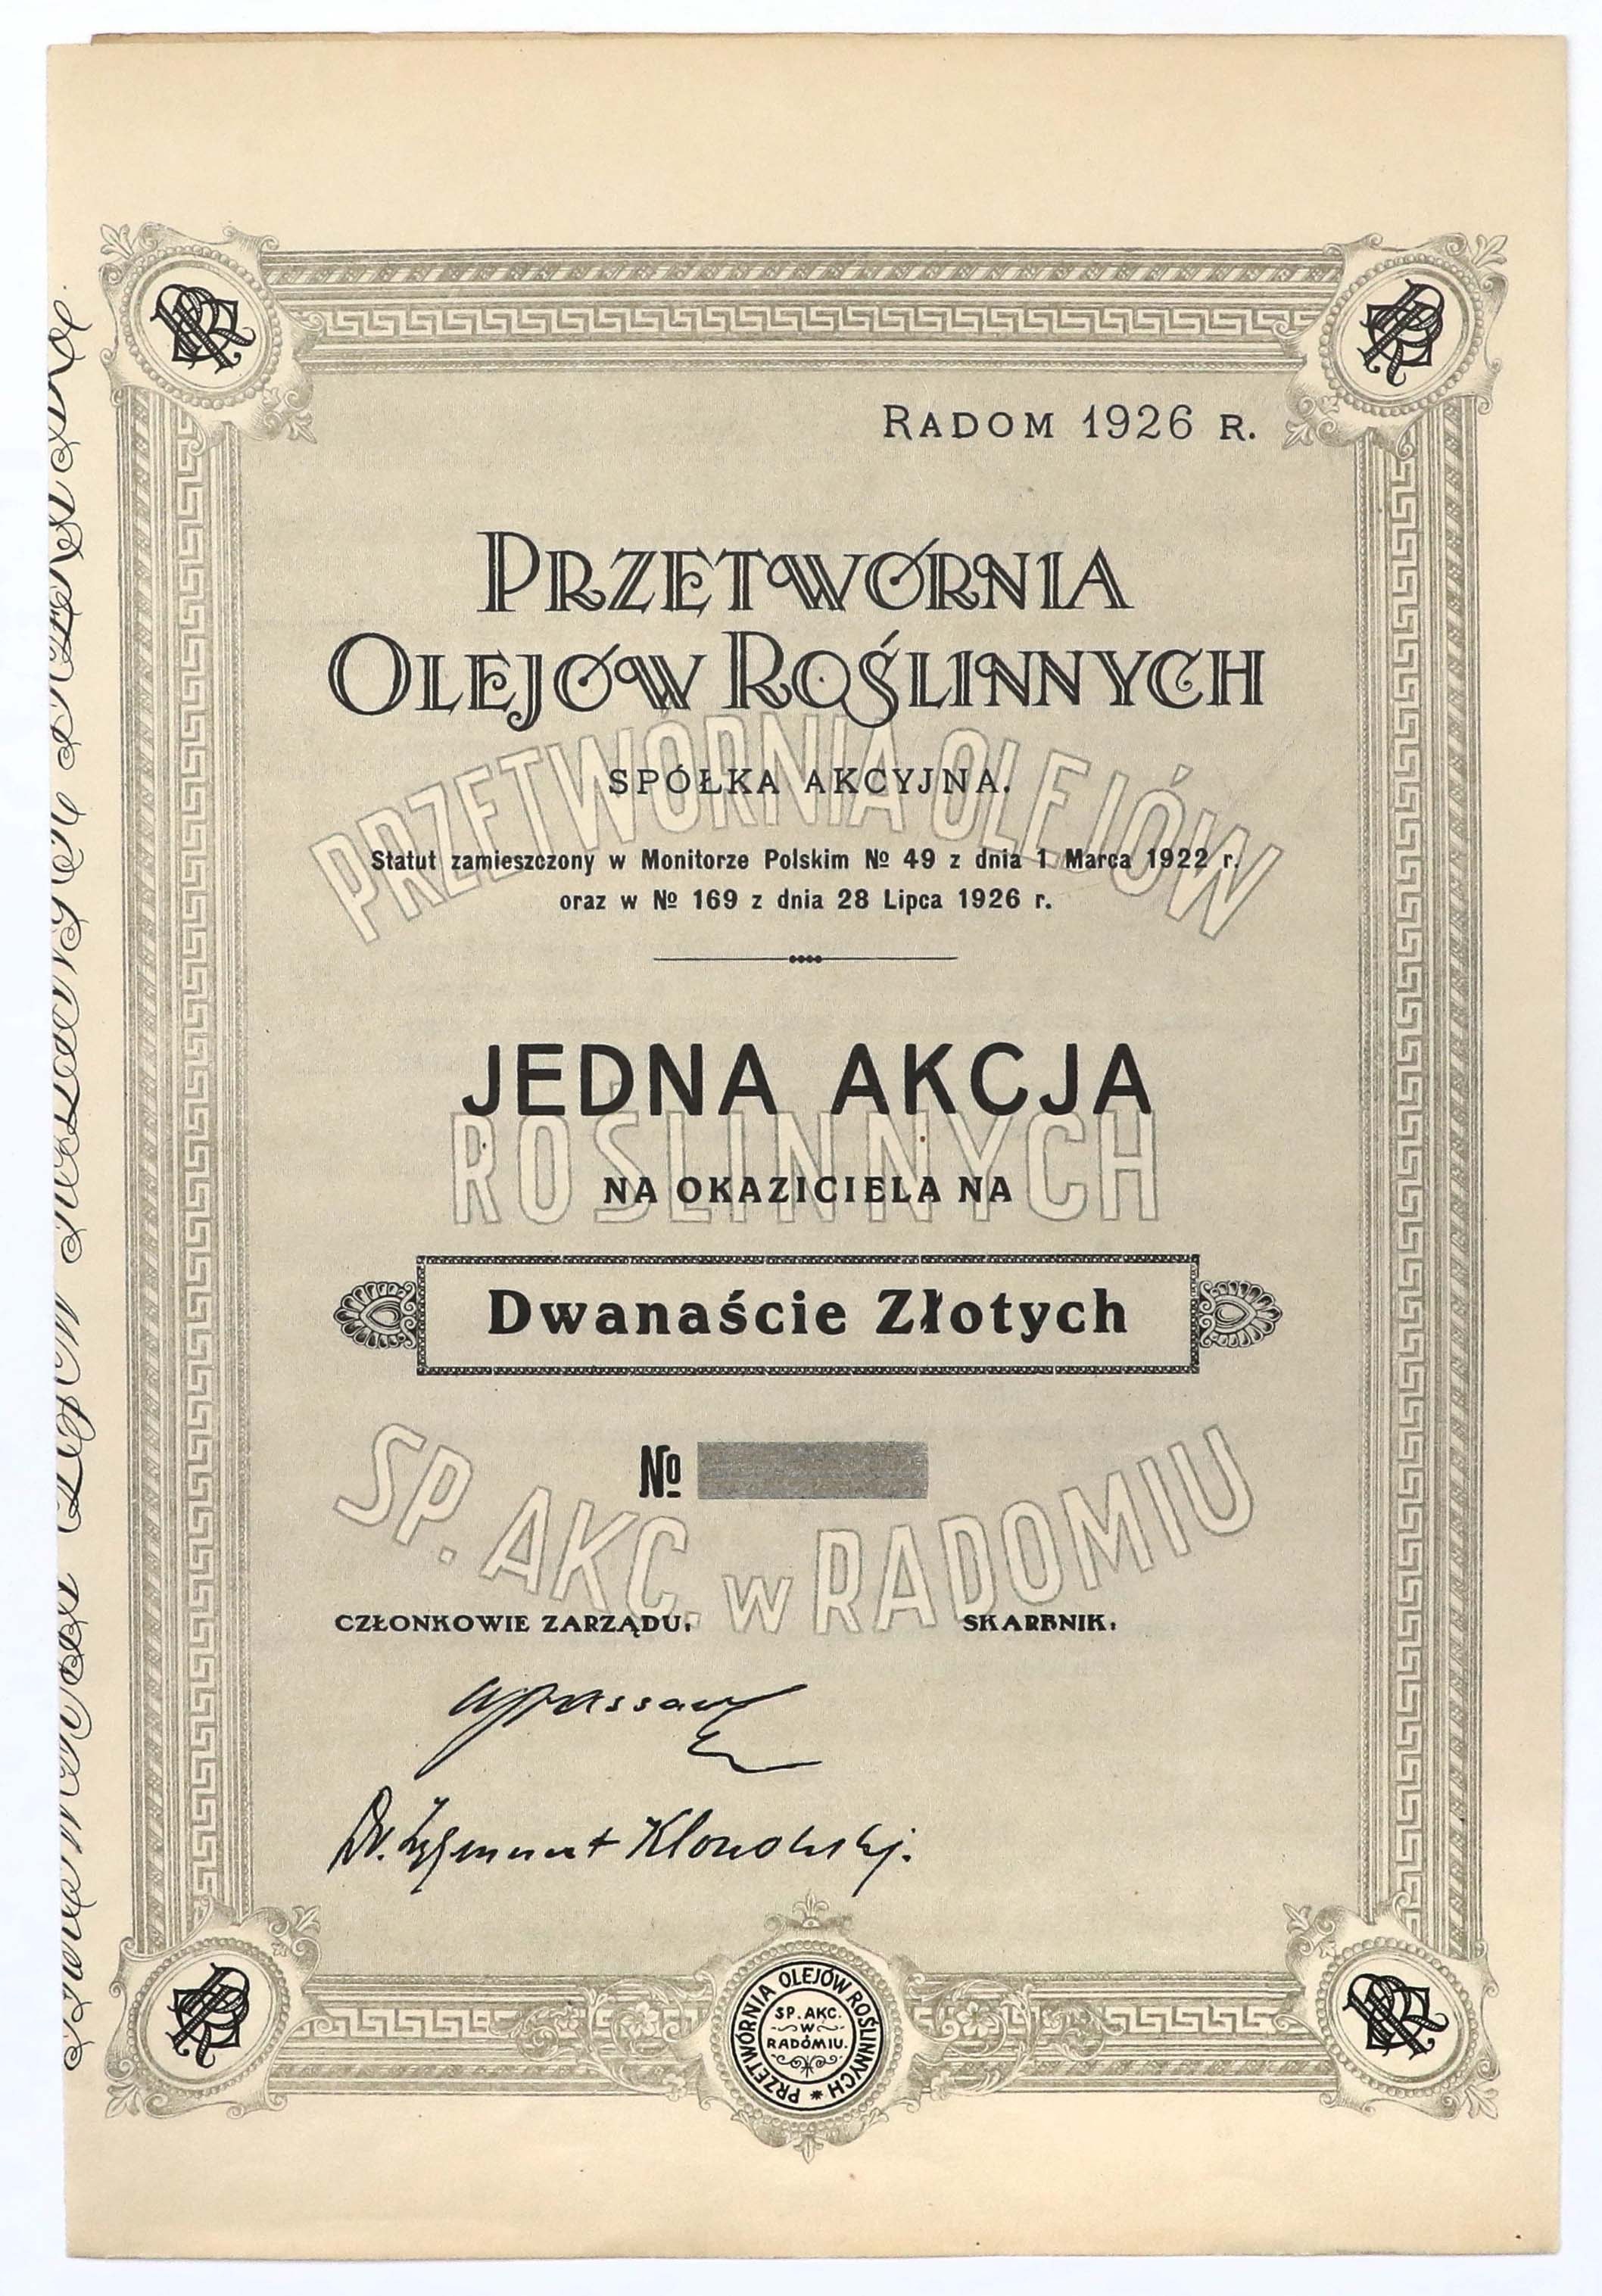 RADOM 1926 R.
PRZETWÓRNIA
OLEJÓW ROŚLINNYCH
SPÓŁKA AKCYJNA.
PRZETWÓRNIA OLEJÓW
Statut zamieszczony w Monitorze Polskim № 49 z dnia 1 Marca 1922 r.
oraz w № 169 z dnia 28 Lipca 1926 r.
JEDNA AKCJA
ROŚLINNYCH
NA OKAZICIELA NA
Dwanaście Złotych
№
SP. AKC. w RADOMIU
CZŁONKOWIE ZARZĄDU. SKARBNIK.
Dr. Zygmunt
PRZETWÓRNIA OLEJÓW ROŚLINNYCH
SP. AKC.
W
RADOMIU.